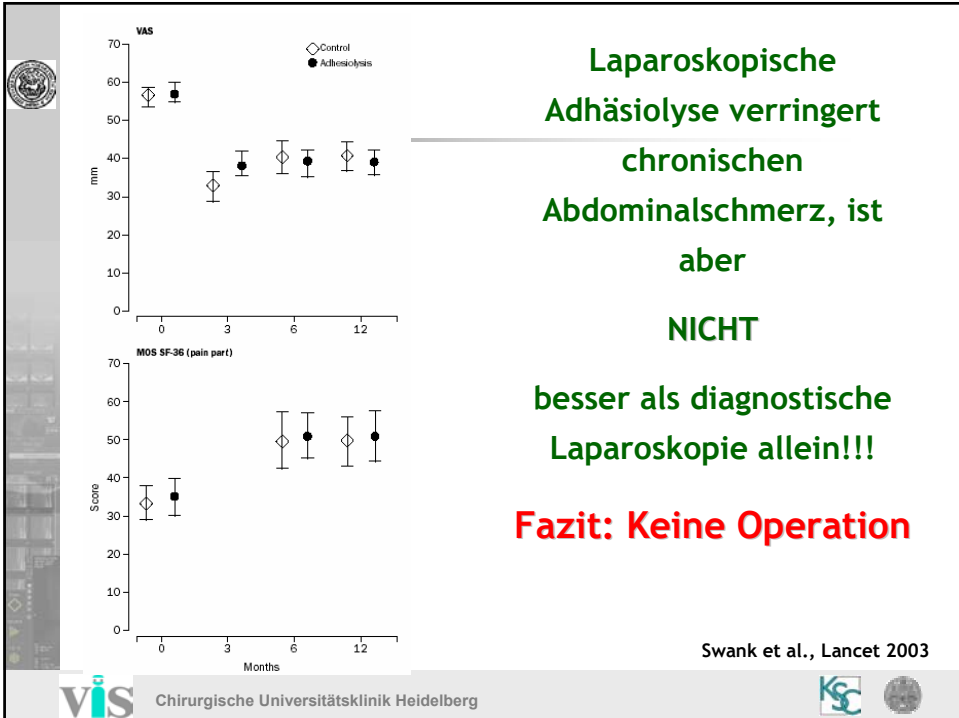 VAS
70
60
50
40
30
20
10
0
mm
Control
Adhesiolysis
0 3 6 12
MOS SF-36 (pain part)
70
60
50
40
30
20
10
0
Score
0 3 6 12
Months
Laparoskopische
Adhäsiolyse verringert
chronischen
Abdominalschmerz, ist
aber
NICHT
besser als diagnostische
Laparoskopie allein!!!
Fazit: Keine Operation
Swank et al., Lancet 2003
Chirurgische Universitätsklinik Heidelberg
KSC